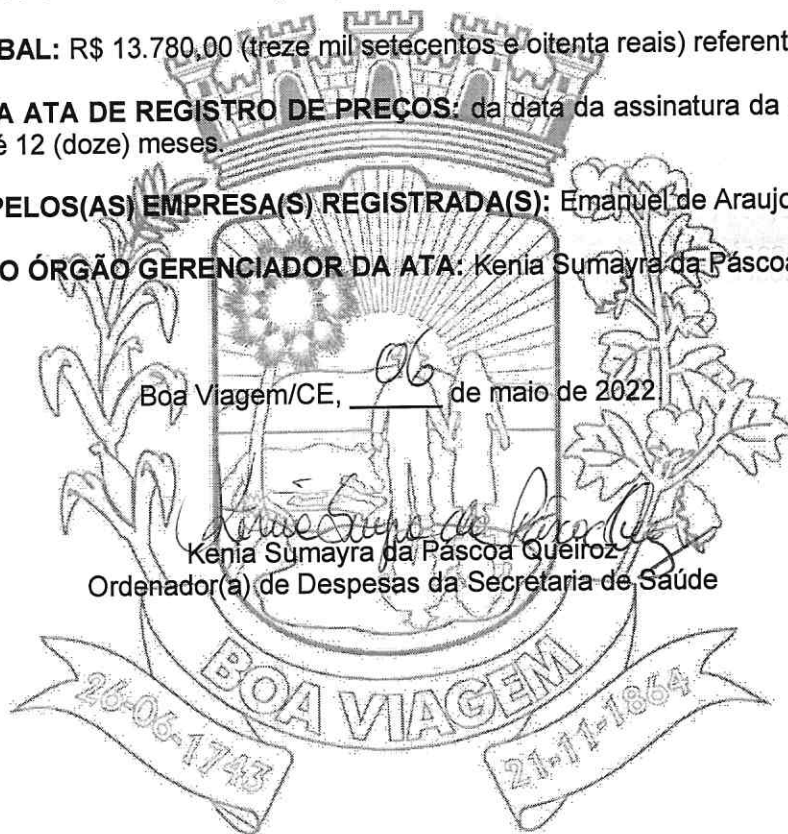 BAL: R$ 13.780,00 (treze mil setecentos e oitenta reais) referent
A ATA DE REGISTRO DE PREÇOS: da data da assinatura da
é 12 (doze) meses.
PELOS(AS) EMPRESA(S) REGISTRADA(S): Emanuel de Araujo
O ÓRGÃO GERENCIADOR DA ATA: Kenia Sumayra da Páscoa
Boa Viagem/CE, 06 de maio de 2022.
Kenia Sumayra da Páscoa Queiroz
Ordenador(a) de Despesas da Secretaria de Saúde
BOA VIAGEM
26-06-1743
21-11-1864